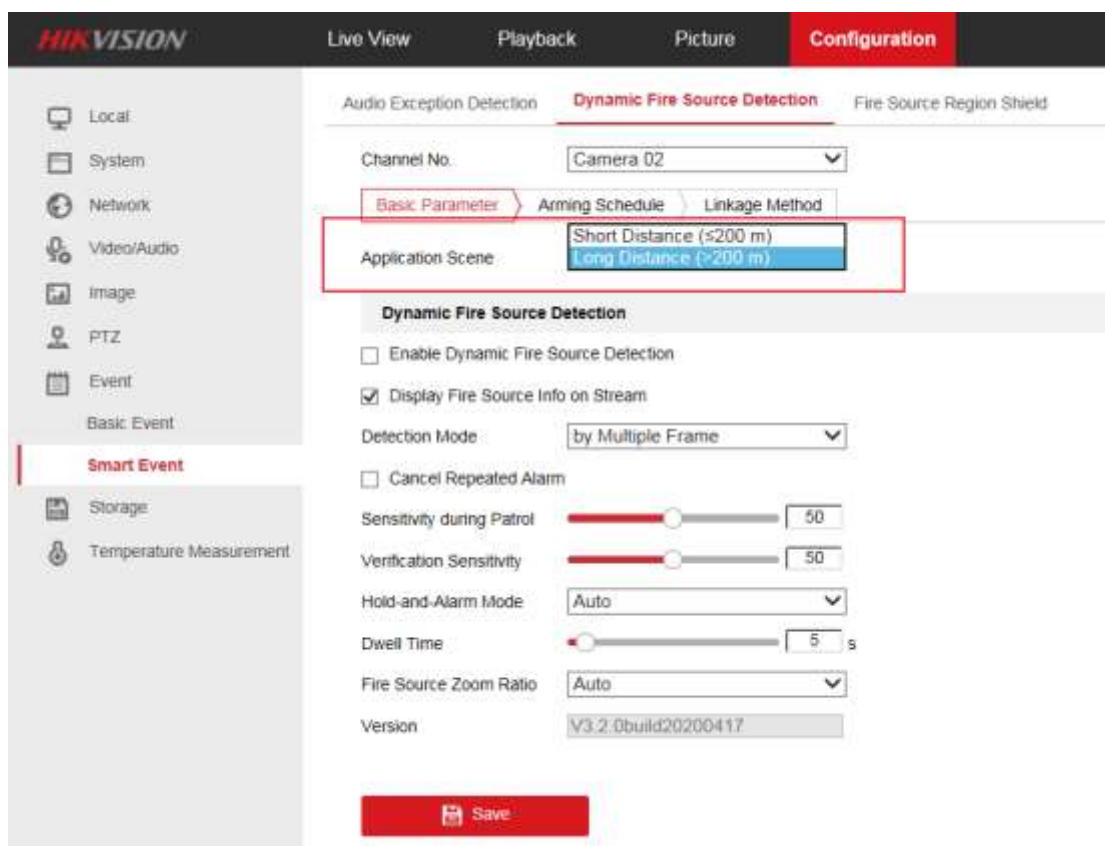 HIKVISION
Live View Playback Picture Configuration
Local
System
Network
Video/Audio
Image
PTZ
Event
Basic Event
Smart Event
Storage
Temperature Measurement
Audio Exception Detection Dynamic Fire Source Detection Fire Source Region Shield
Channel No. Camera 02
Basic Parameter Arming Schedule Linkage Method
Application Scene
Short Distance (≤200 m)
Long Distance (>200 m)
Dynamic Fire Source Detection
Enable Dynamic Fire Source Detection
Display Fire Source Info on Stream
Detection Mode by Multiple Frame
Cancel Repeated Alarm
Sensitivity during Patrol 50
Verification Sensitivity 50
Hold-and-Alarm Mode Auto
Dwell Time 5 s
Fire Source Zoom Ratio Auto
Version V3.2.0build20200417
Save